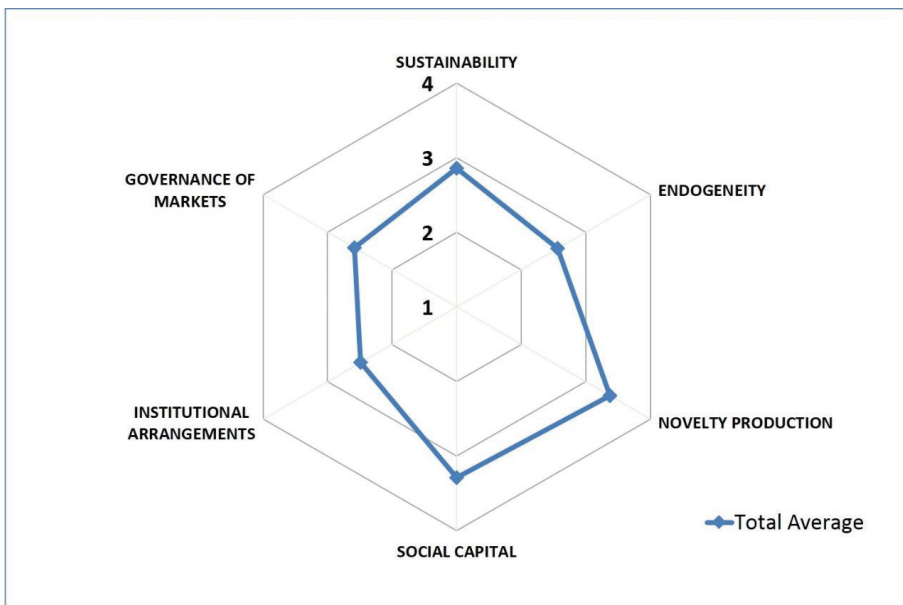 SUSTAINABILITY
4
3
2
1
GOVERNANCE OF
MARKETS
ENDOGENEITY
INSTITUTIONAL
ARRANGEMENTS
NOVELTY PRODUCTION
SOCIAL CAPITAL
Total Average